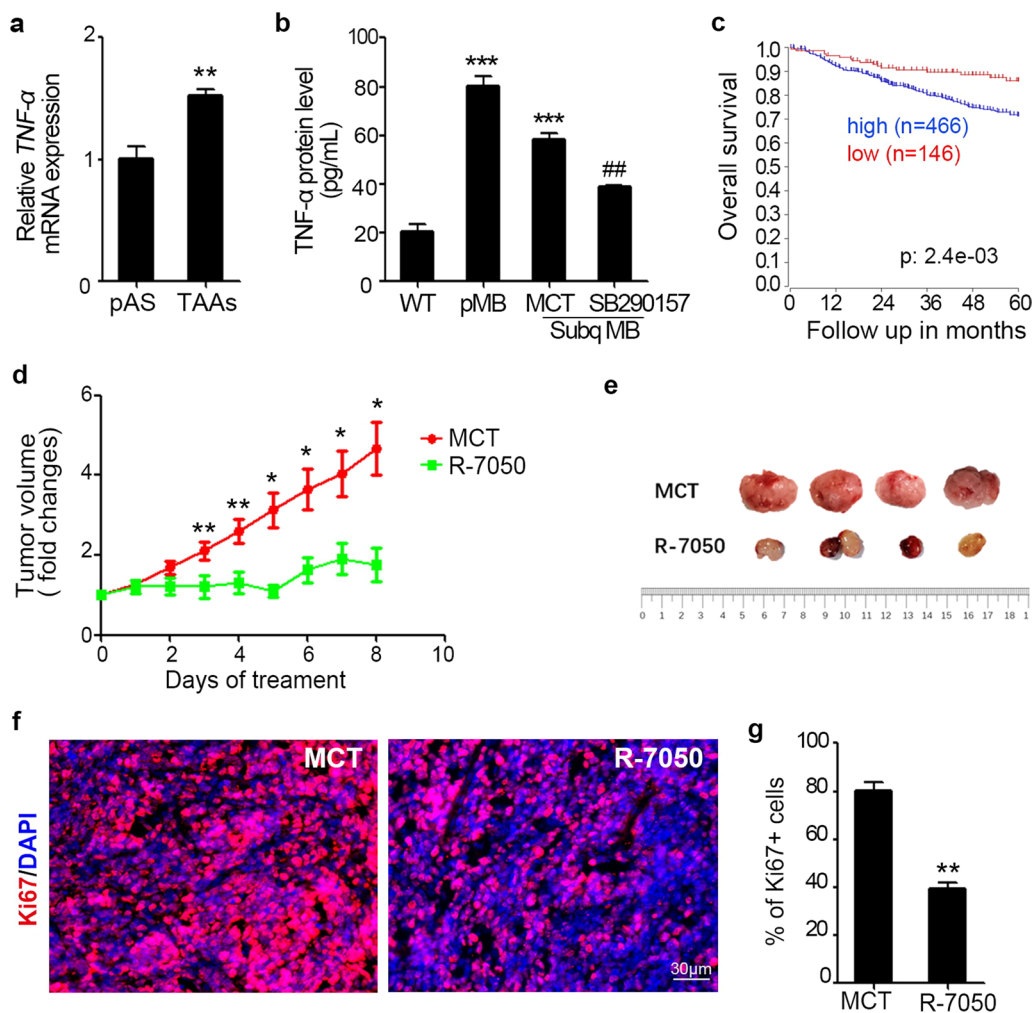 a
Relative TNF-α
mRNA expression
2
1
0
**
pAS
TAAs
b
TNF-α protein level
(pg/mL)
100
80
60
40
20
0
***
***
##
WT
pMB
MCT
SB290157
Subq MB
c
Overall survival
1.0
0.9
0.8
0.7
0.6
0.5
0.4
0.3
0.2
0.1
0.0
high (n=466)
low (n=146)
p: 2.4e-03
0
12
24
36
48
60
Follow up in months
d
Tumor volume
( fold changes)
6
4
2
0
**
**
*
*
*
*
MCT
R-7050
0
2
4
6
8
10
Days of treament
e
MCT
R-7050
0 1 2 3 4 5 6 7 8 9 10 11 12 13 14 15 16 17 18 1
f
Ki67/DAPI
MCT
R-7050
30μm
g
% of Ki67+ cells
100
80
60
40
20
0
**
MCT
R-7050